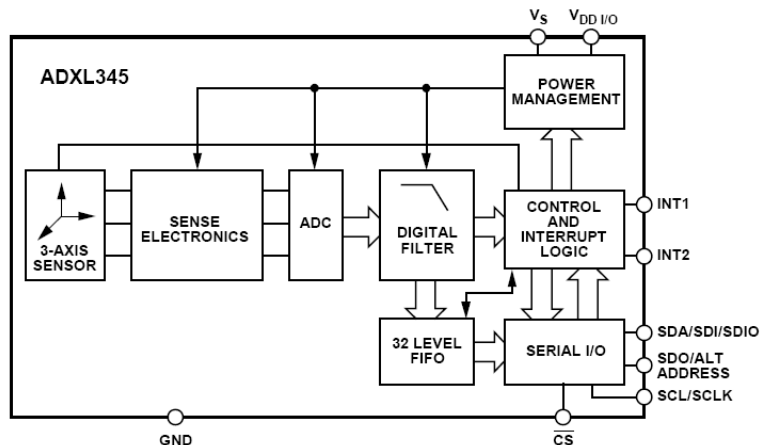 VS
VDD I/O
ADXL345
POWER
MANAGEMENT
3-AXIS
SENSOR
SENSE
ELECTRONICS
ADC
DIGITAL
FILTER
CONTROL
AND
INTERRUPT
LOGIC
INT1
INT2
32 LEVEL
FIFO
SERIAL I/O
SDA/SDI/SDIO
SDO/ALT
ADDRESS
SCL/SCLK
GND
CS